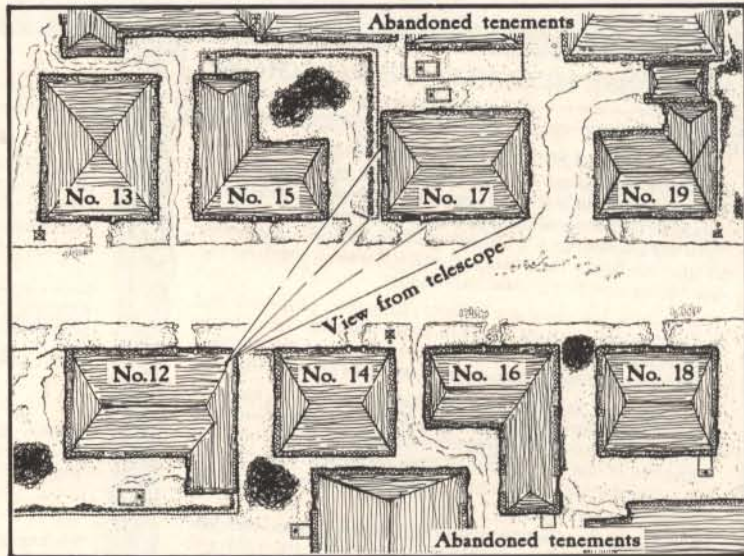 Abandoned tenements
No. 13
No. 15
No. 17
No. 19
View from telescope
No.12
No. 14
No. 16
No. 18
Abandoned tenements